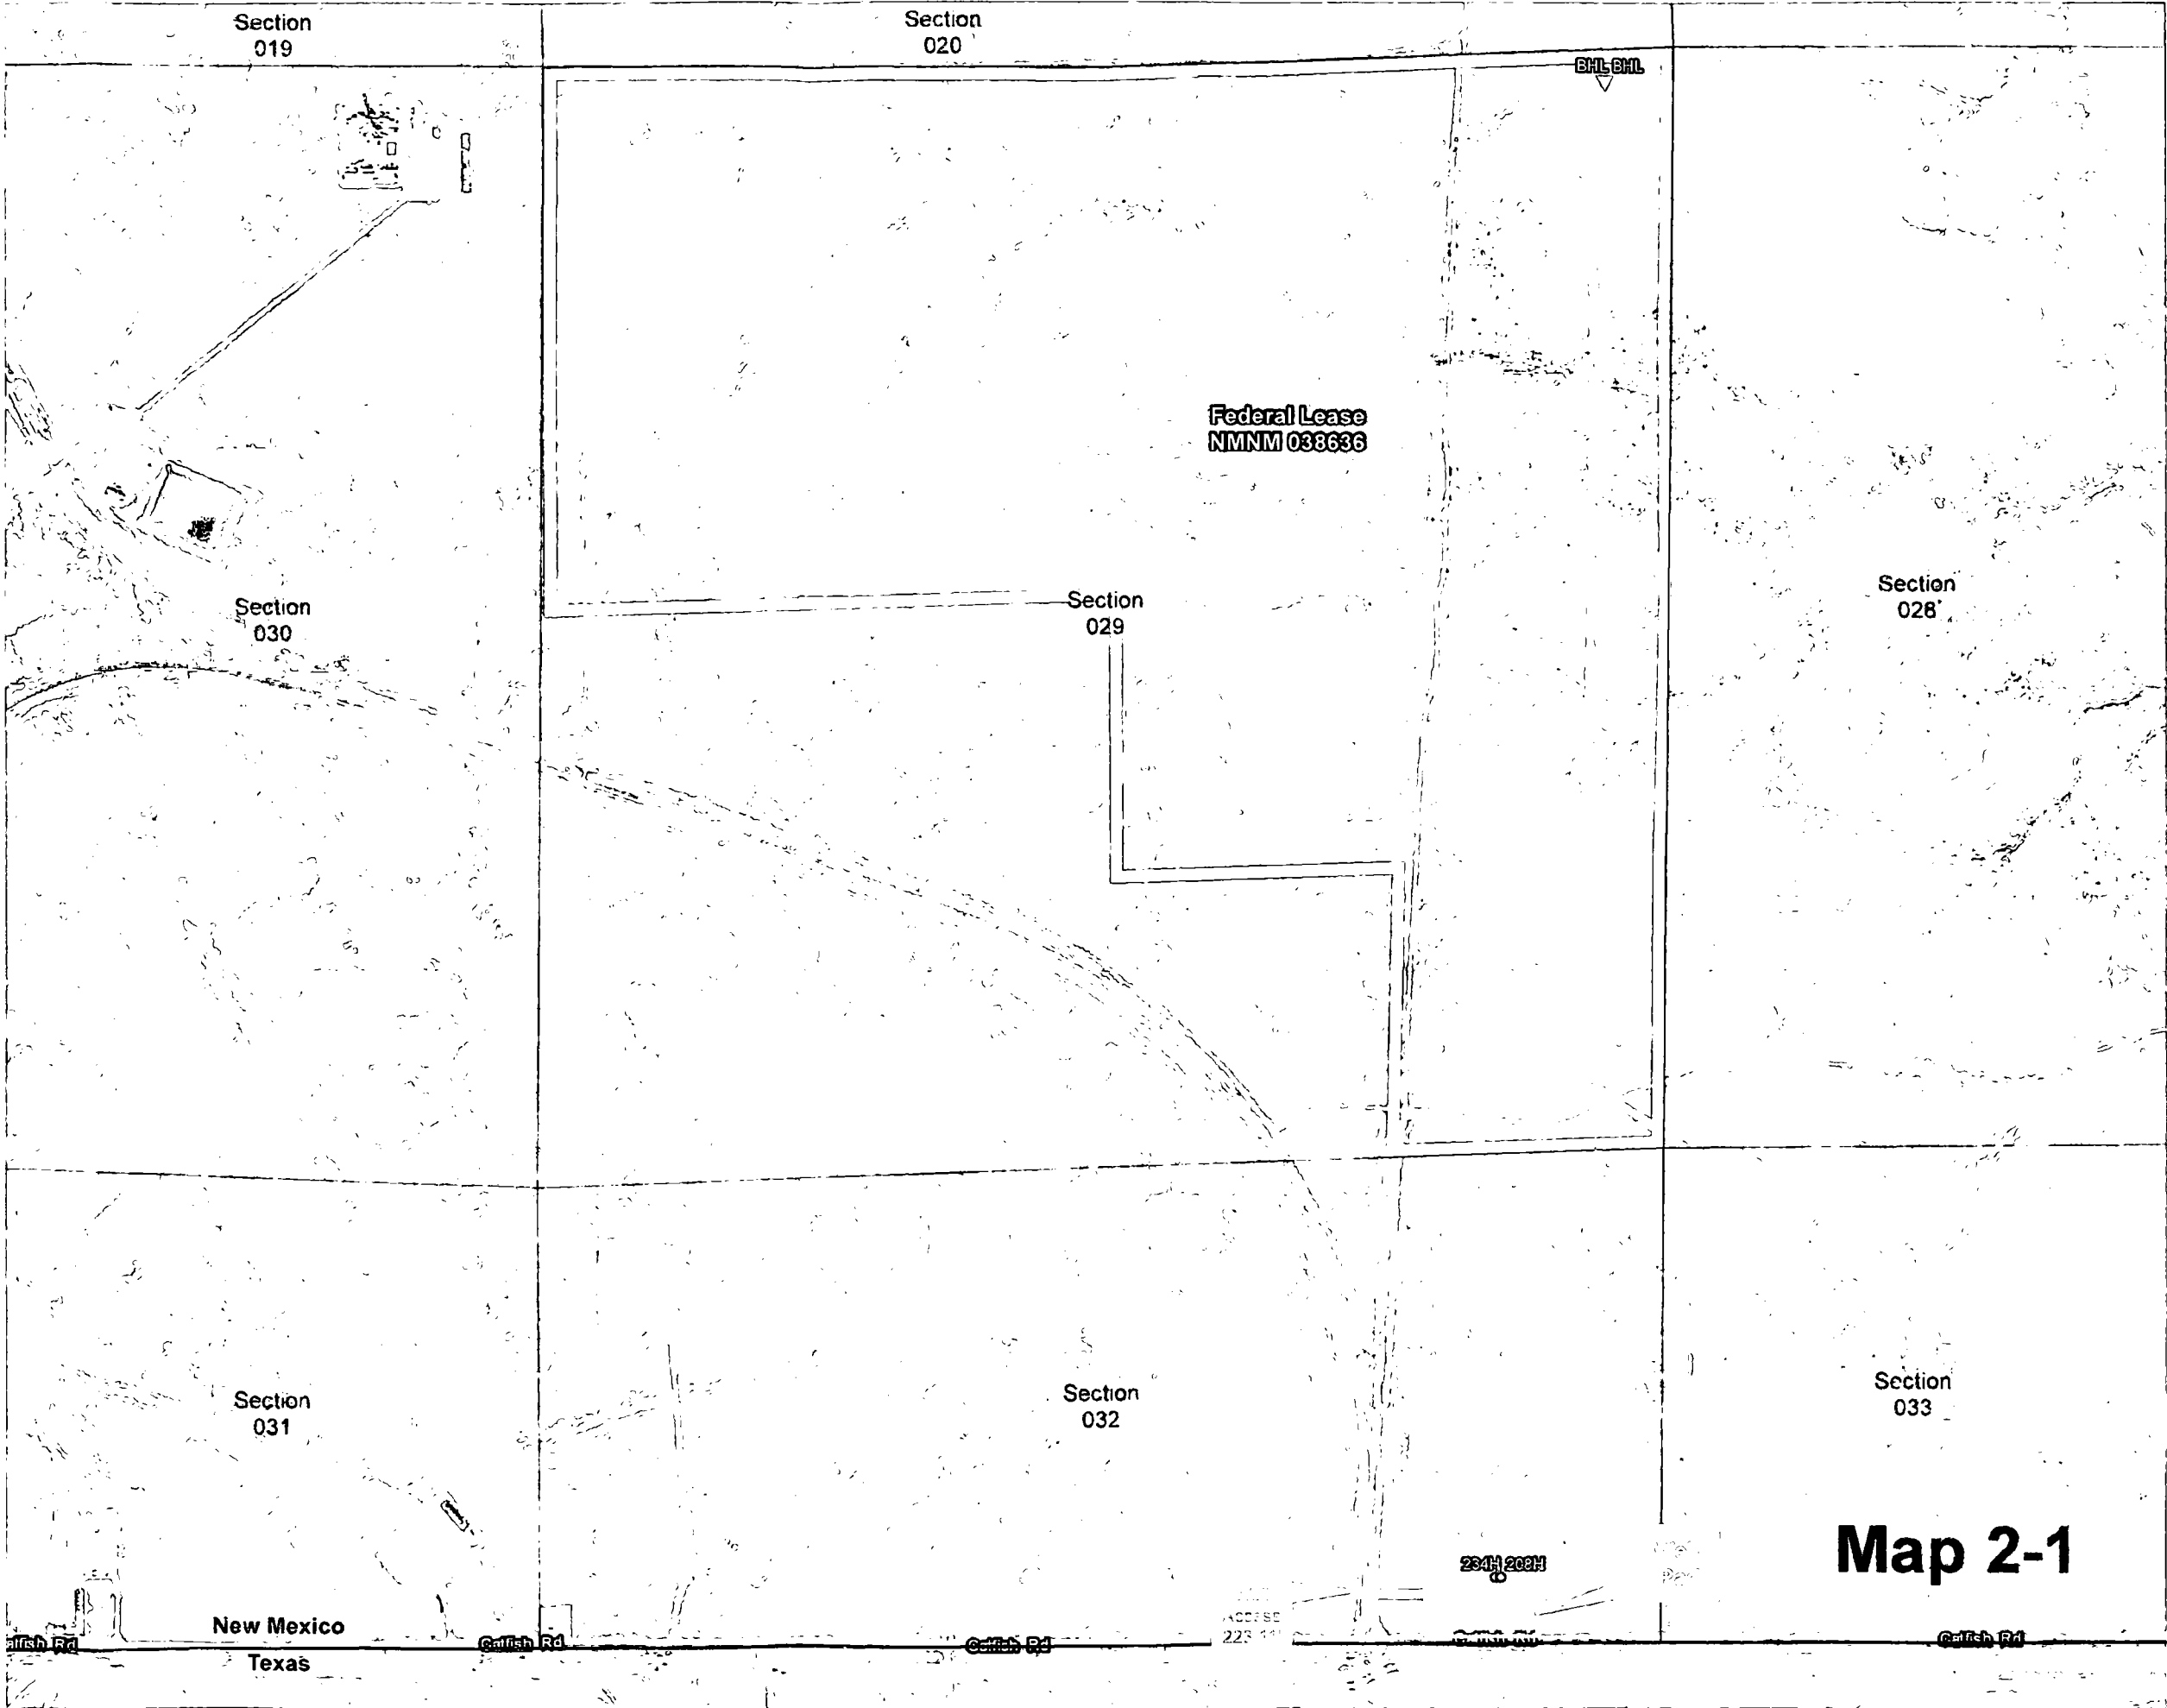 Section
019
Section
020
BHL BHL
Federal Lease
NMNM 038636
Section
030
Section
029
Section
028
Section
031
Section
032
Section
033
Map 2-1
234H 208H
New Mexico
Catfish Rd
Catfish Rd
Catfish Rd
Texas